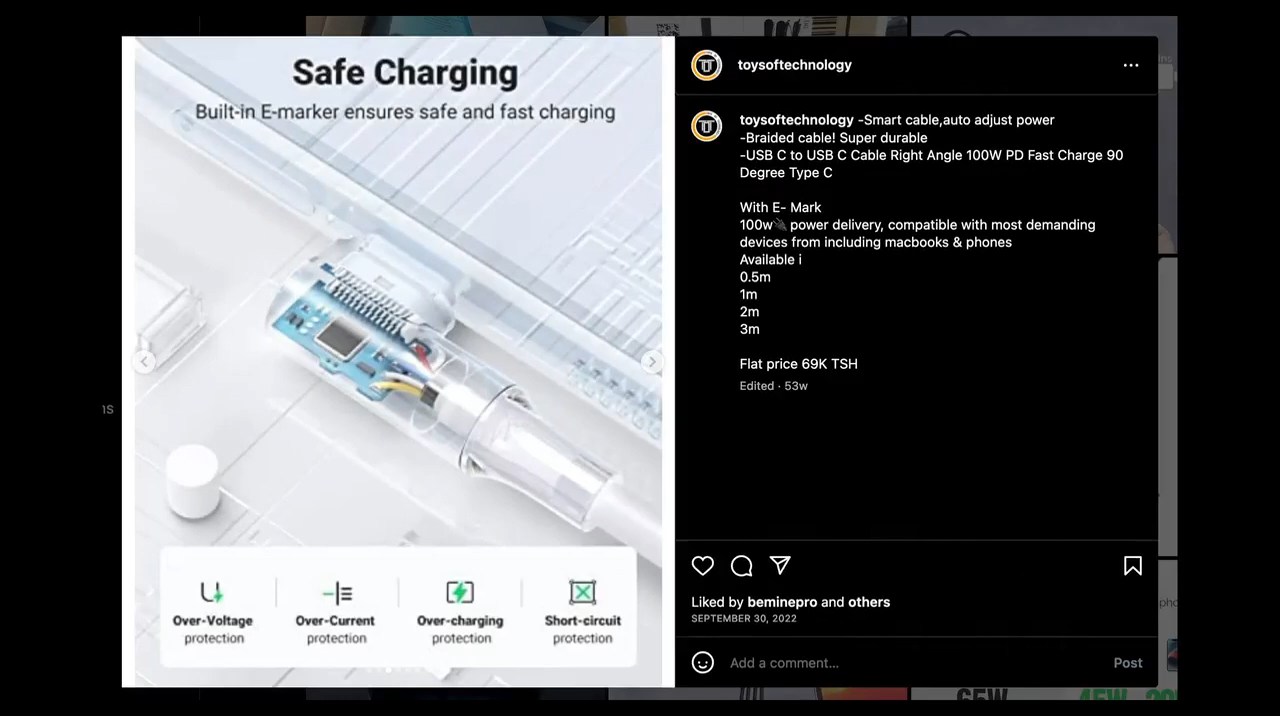 Safe Charging
Built-in E-marker ensures safe and fast charging
Over-Voltage
protection
Over-Current
protection
Over-charging
protection
Short-circuit
protection
toysoftechnology
toysoftechnology -Smart cable,auto adjust power
-Braided cable! Super durable
-USB C to USB C Cable Right Angle 100W PD Fast Charge 90
Degree Type C
With E- Mark
100w🔌 power delivery, compatible with most demanding
devices from including macbooks & phones
Available i
0.5m
1m
2m
3m
Flat price 69K TSH
Edited · 53w
Liked by beminepro and others
SEPTEMBER 30, 2022
Add a comment…
Post
65W
45W